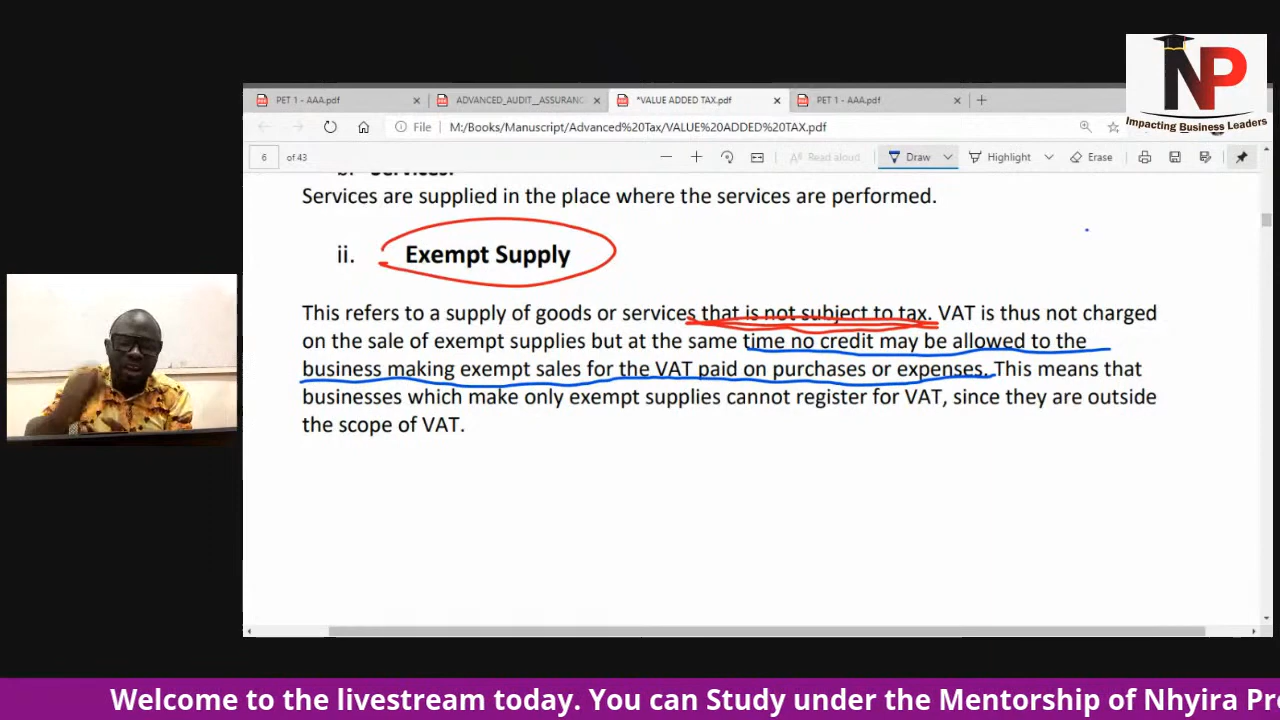 NP
Impacting Business Leaders
PET 1 - AAA.pdf
ADVANCED_AUDIT__ASSURANC
*VALUE ADDED TAX.pdf
PET 1 - AAA.pdf
File M:/Books/Manuscript/Advanced%20Tax/VALUE%20ADDED%20TAX.pdf
6 of 43 Read aloud Draw Highlight Erase
b. Services.
Services are supplied in the place where the services are performed.
ii. Exempt Supply
This refers to a supply of goods or services that is not subject to tax. VAT is thus not charged
on the sale of exempt supplies but at the same time no credit may be allowed to the
business making exempt sales for the VAT paid on purchases or expenses. This means that
businesses which make only exempt supplies cannot register for VAT, since they are outside
the scope of VAT.
Welcome to the livestream today. You can Study under the Mentorship of Nhyira Pr